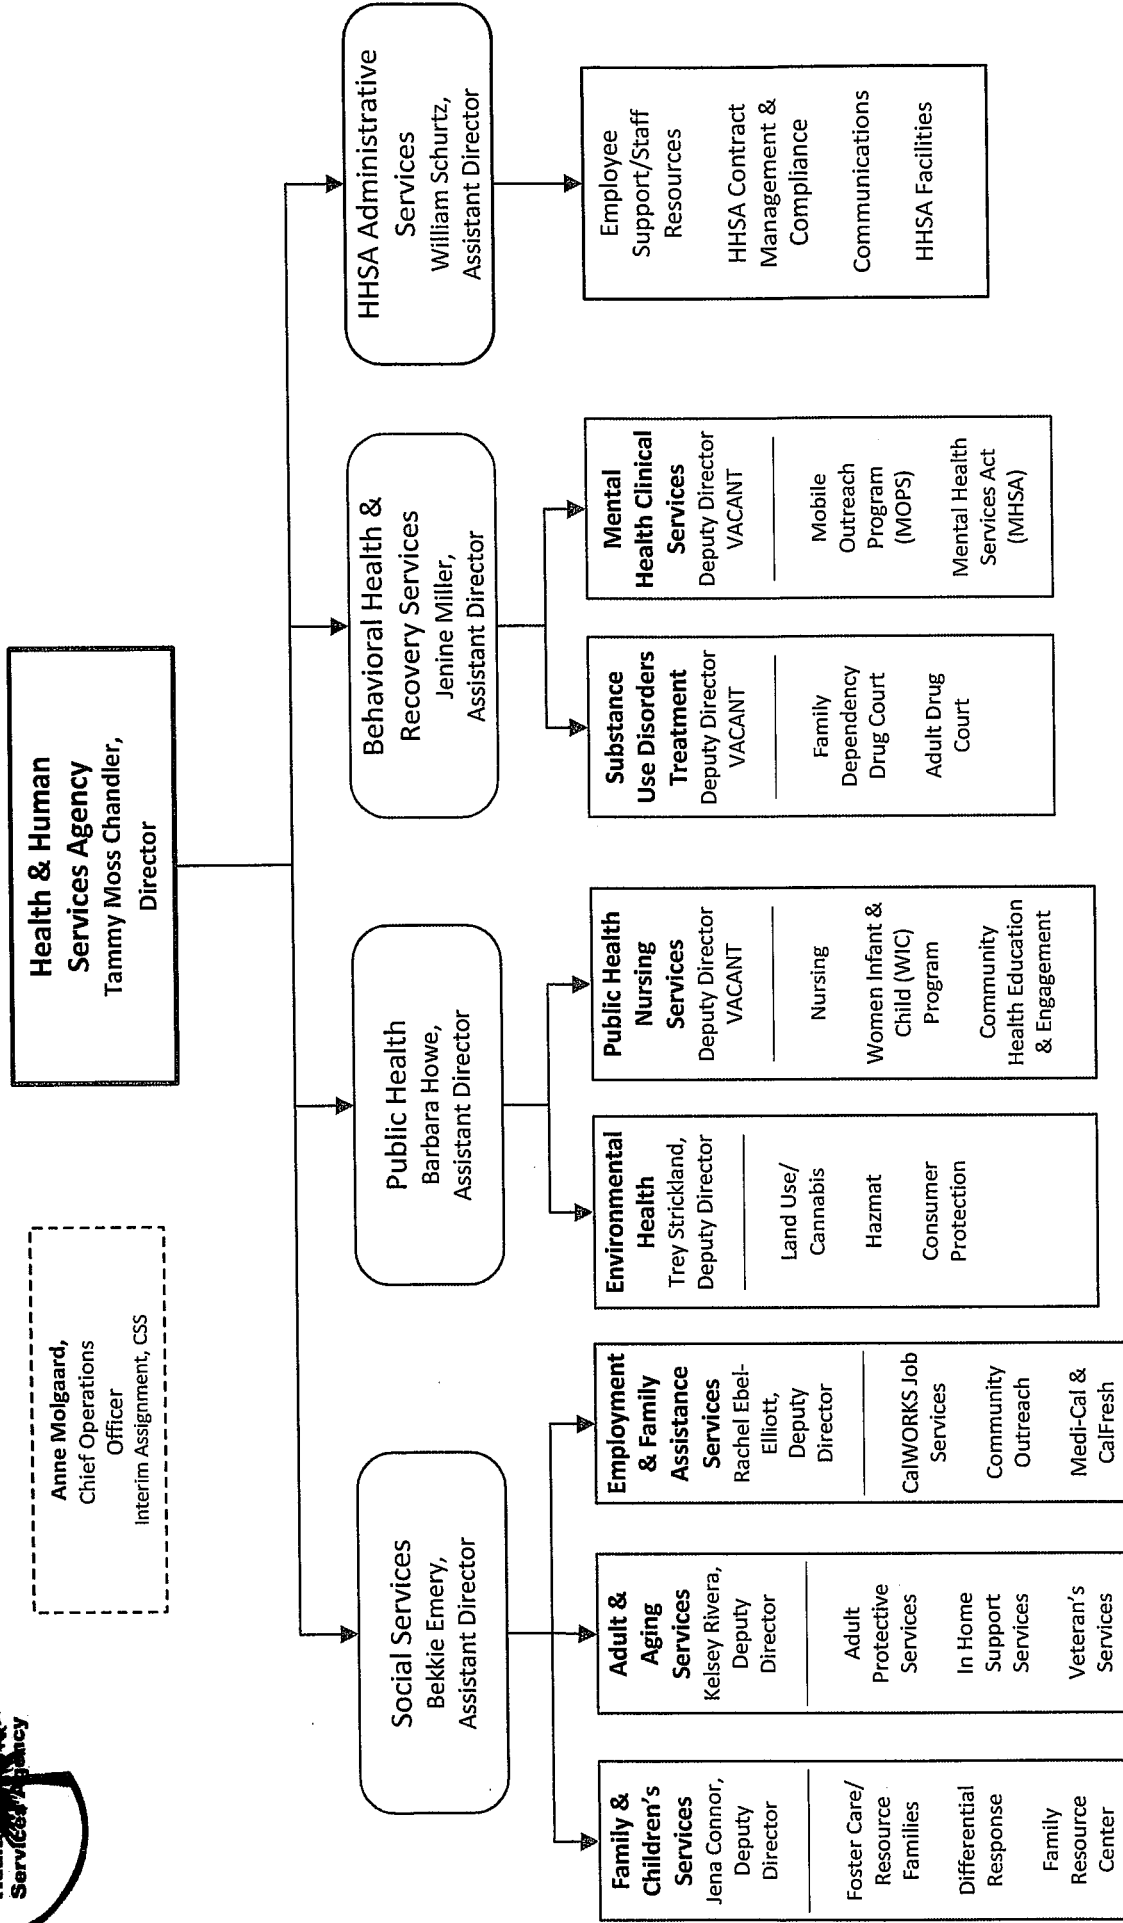 Services Agency
Anne Molgaard,
Chief Operations
Officer
Interim Assignment, CSS
Health & Human
Services Agency
Tammy Moss Chandler,
Director
Social Services
Bekkie Emery,
Assistant Director
Public Health
Barbara Howe,
Assistant Director
Behavioral Health &
Recovery Services
Jenine Miller,
Assistant Director
HHSA Administrative
Services
William Schurtz,
Assistant Director
Family &
Children's
Services
Jena Connor,
Deputy
Director
Foster Care/
Resource
Families
Differential
Response
Family
Resource
Center
Adult &
Aging
Services
Kelsey Rivera,
Deputy
Director
Adult
Protective
Services
In Home
Support
Services
Veteran's
Services
Employment
& Family
Assistance
Services
Rachel Ebel-
Elliott,
Deputy
Director
CalWORKS Job
Services
Community
Outreach
Medi-Cal &
CalFresh
Environmental
Health
Trey Strickland,
Deputy Director
Land Use/
Cannabis
Hazmat
Consumer
Protection
Public Health
Nursing
Services
Deputy Director
VACANT
Nursing
Women Infant &
Child (WIC)
Program
Community
Health Education
& Engagement
Substance
Use Disorders
Treatment
Deputy Director
VACANT
Family
Dependency
Drug Court
Adult Drug
Court
Mental
Health Clinical
Services
Deputy Director
VACANT
Mobile
Outreach
Program
(MOPS)
Mental Health
Services Act
(MHSA)
Employee
Support/Staff
Resources
HHSA Contract
Management &
Compliance
Communications
HHSA Facilities